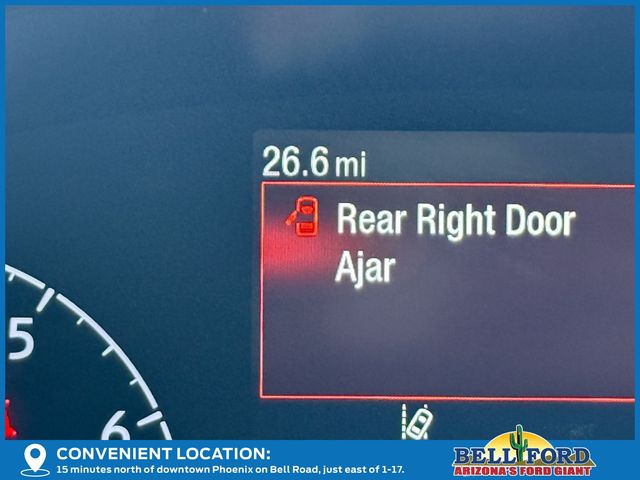 26.6 mi
Rear Right Door
Ajar
5
6
CONVENIENT LOCATION:
15 minutes north of downtown Phoenix on Bell Road, just east of 1-17.
BELL FORD
ARIZONA'S FORD GIANT